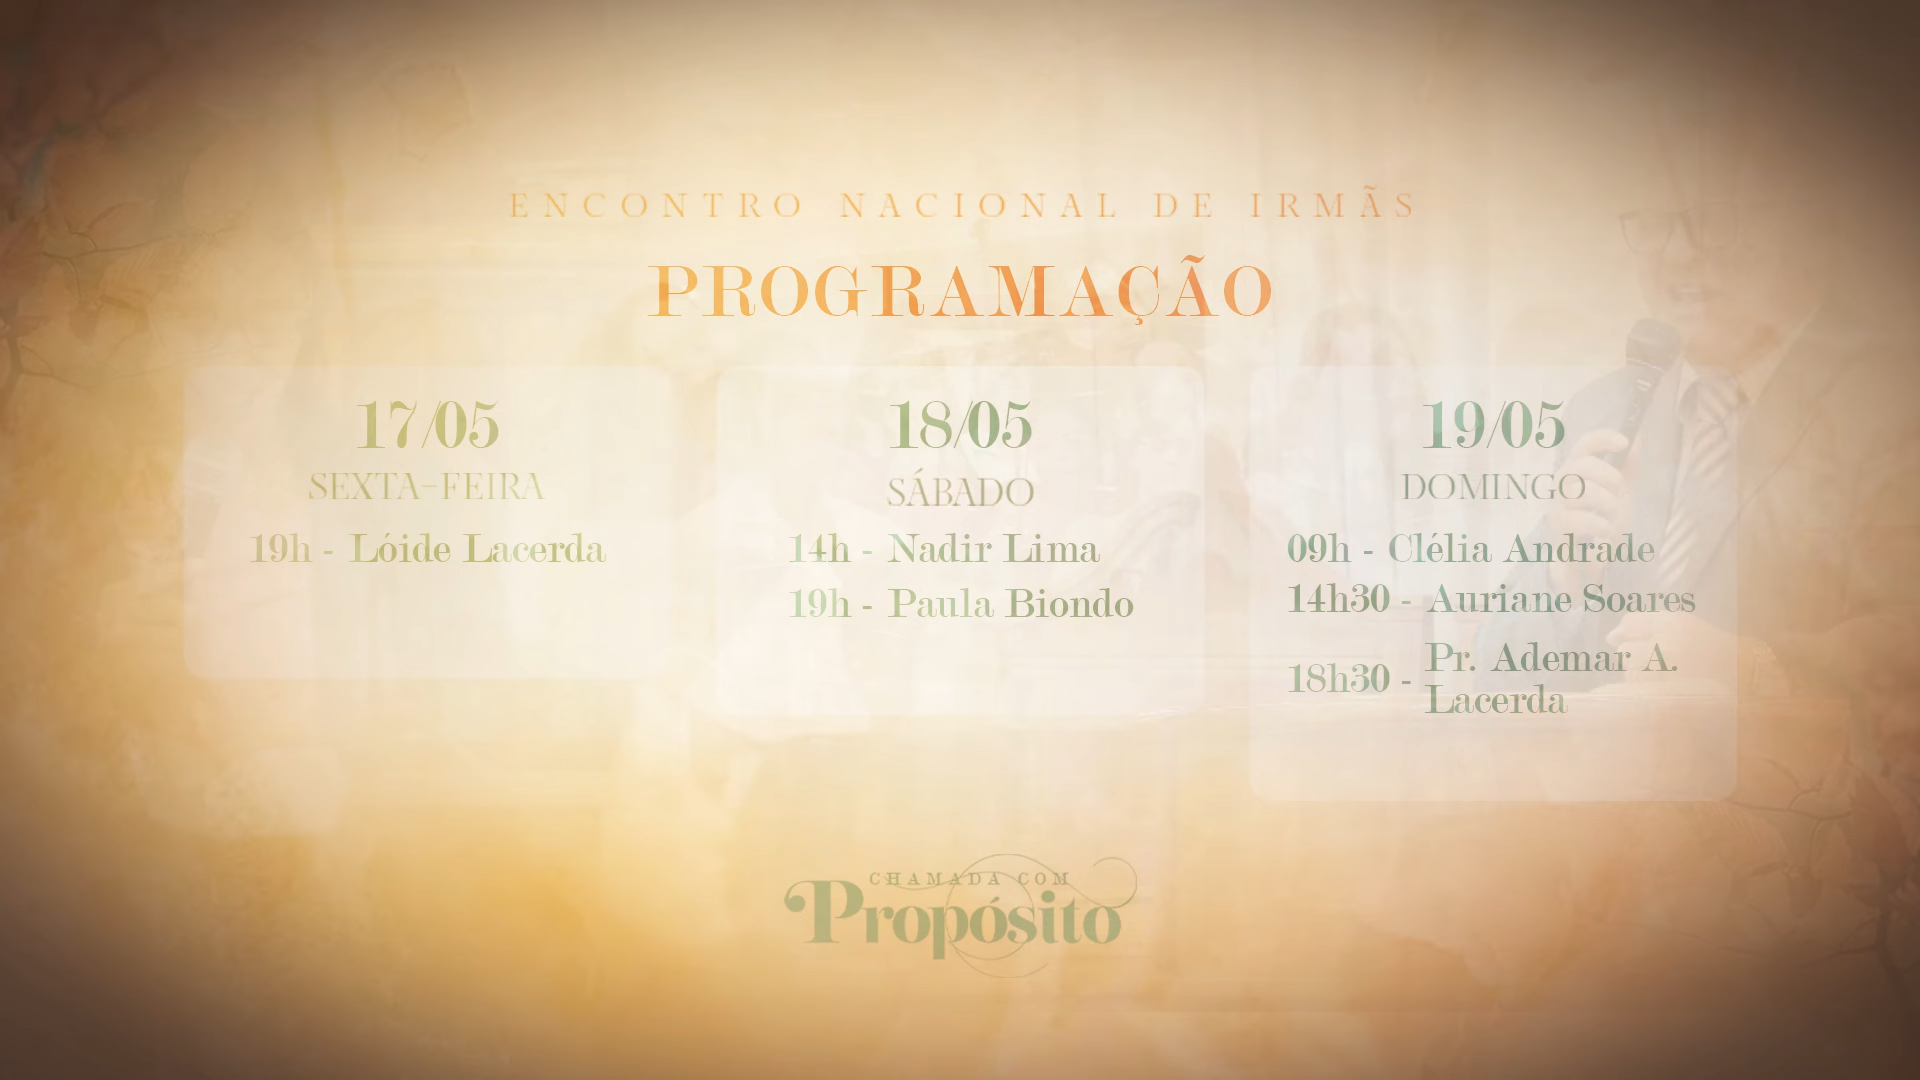 ENCONTRO NACIONAL DE IRMÃS
PROGRAMAÇÃO
17/05
SEXTA-FEIRA
19h - Lóide Lacerda
18/05
SÁBADO
14h - Nadir Lima
19h - Paula Biondo
19/05
DOMINGO
09h - Clélia Andrade
14h30 - Auriane Soares
18h30 - Pr. Ademar A.
Lacerda
CHAMADA COM
Propósito